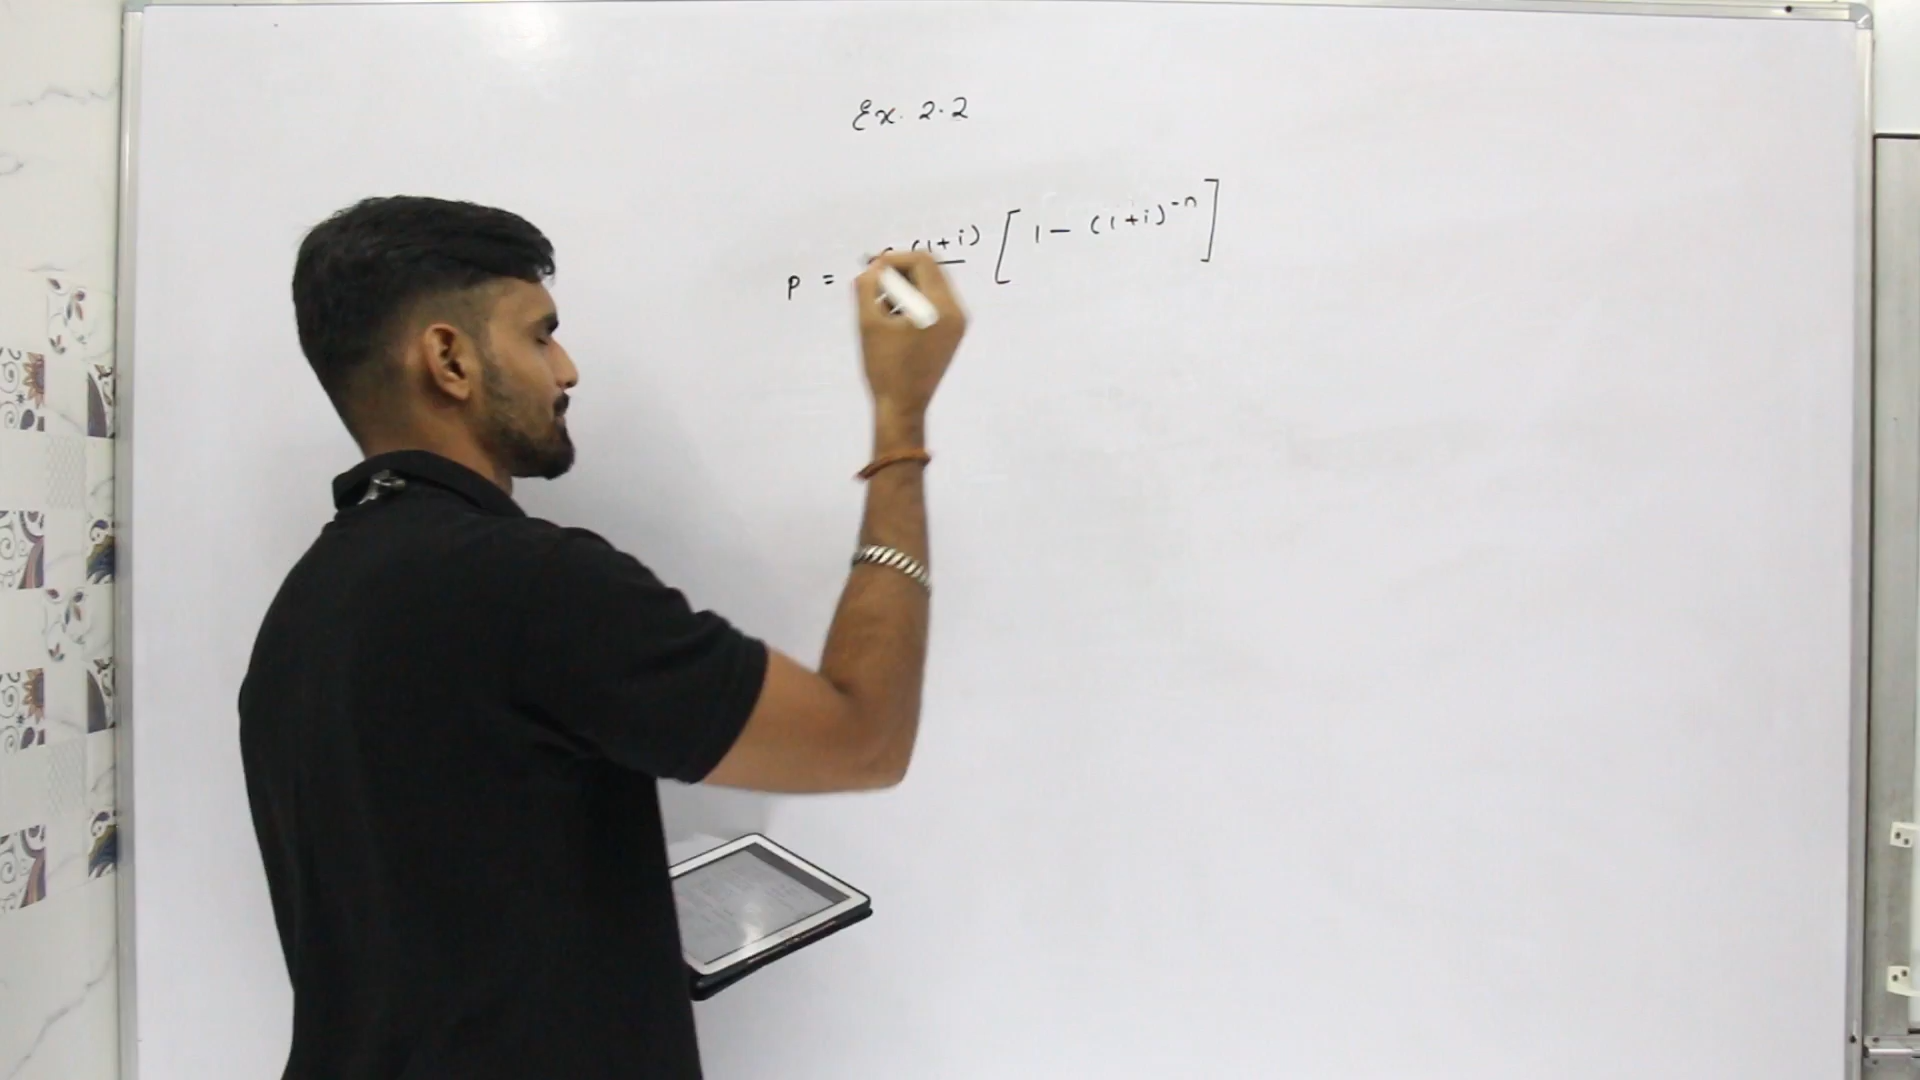 Ex. 2.2
p = (1+i) [ 1 - (1+i)^-n ]